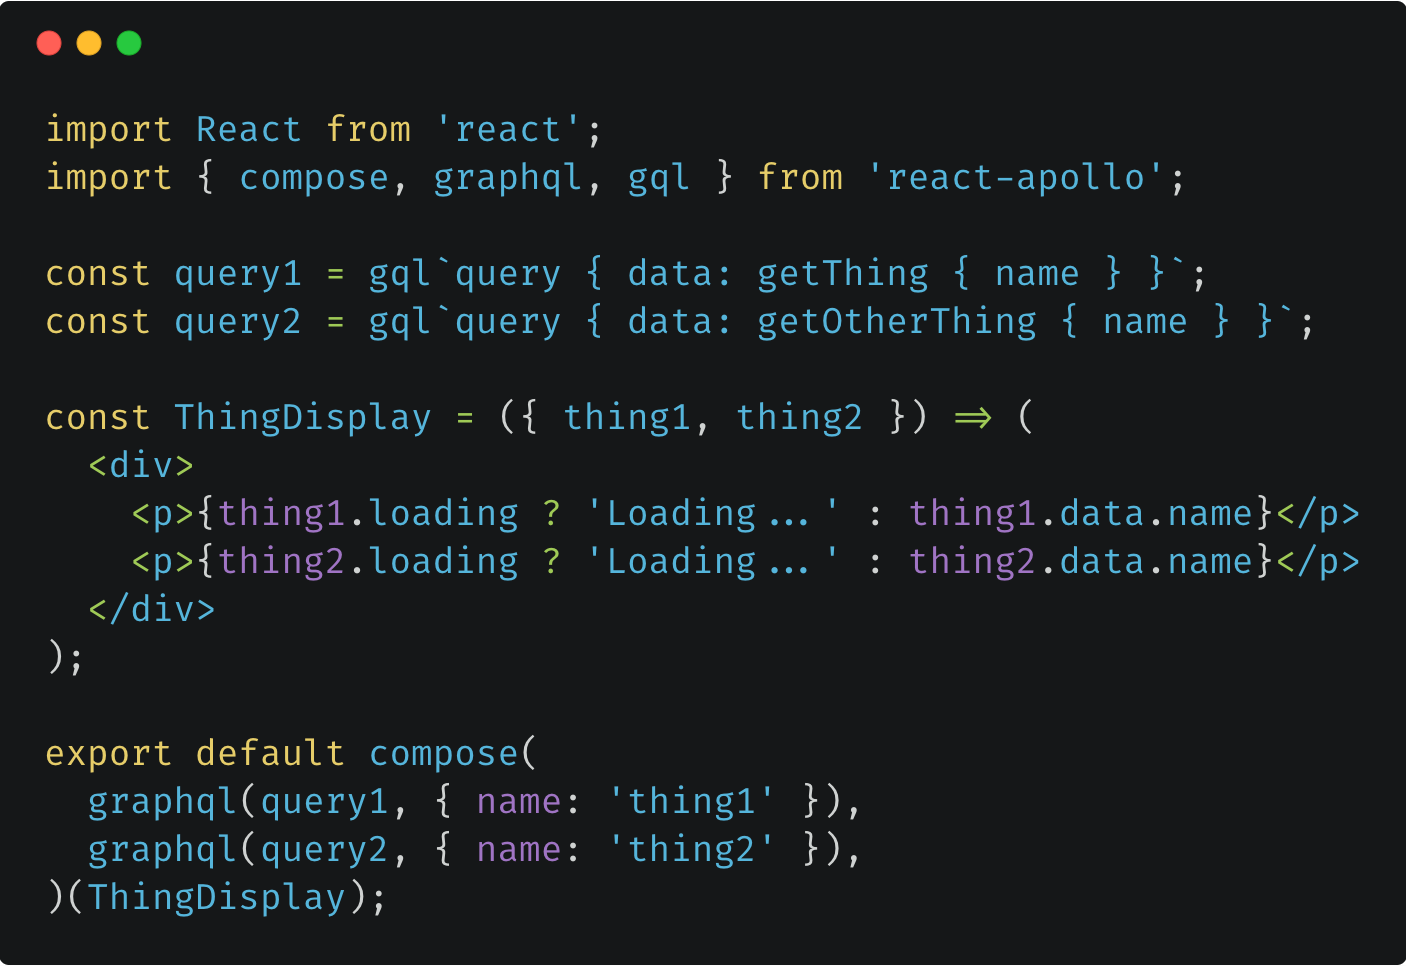 import React from 'react';
import { compose, graphql, gql } from 'react-apollo';

const query1 = gql`query { data: getThing { name } }`;
const query2 = gql`query { data: getOtherThing { name } }`;

const ThingDisplay = ({ thing1, thing2 }) => (
  <div>
    <p>{thing1.loading ? 'Loading...' : thing1.data.name}</p>
    <p>{thing2.loading ? 'Loading...' : thing2.data.name}</p>
  </div>
);

export default compose(
  graphql(query1, { name: 'thing1' }),
  graphql(query2, { name: 'thing2' }),
)(ThingDisplay);